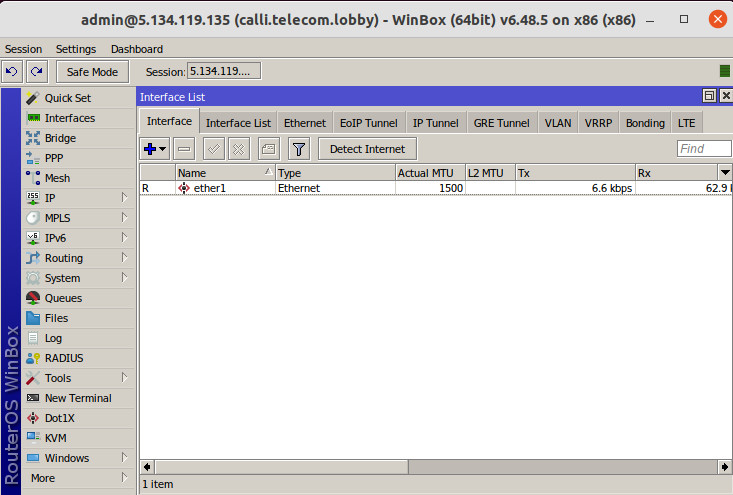 admin@5.134.119.135 (calli.telecom.lobby) - WinBox (64bit) v6.48.5 on x86 (x86)
Session Settings Dashboard
Safe Mode Session: 5.134.119....
Interface List
Quick Set
Interfaces
Bridge
PPP
Mesh
IP
MPLS
IPv6
Routing
System
Queues
Files
Log
RADIUS
Tools
New Terminal
Dot1X
KVM
Windows
More
RouterOS WinBox
Interface Interface List Ethernet EoIP Tunnel IP Tunnel GRE Tunnel VLAN VRRP Bonding LTE
Detect Internet Find
Name Type Actual MTU L2 MTU Tx Rx
R ether1 Ethernet 1500 6.6 kbps 62.9
1 item